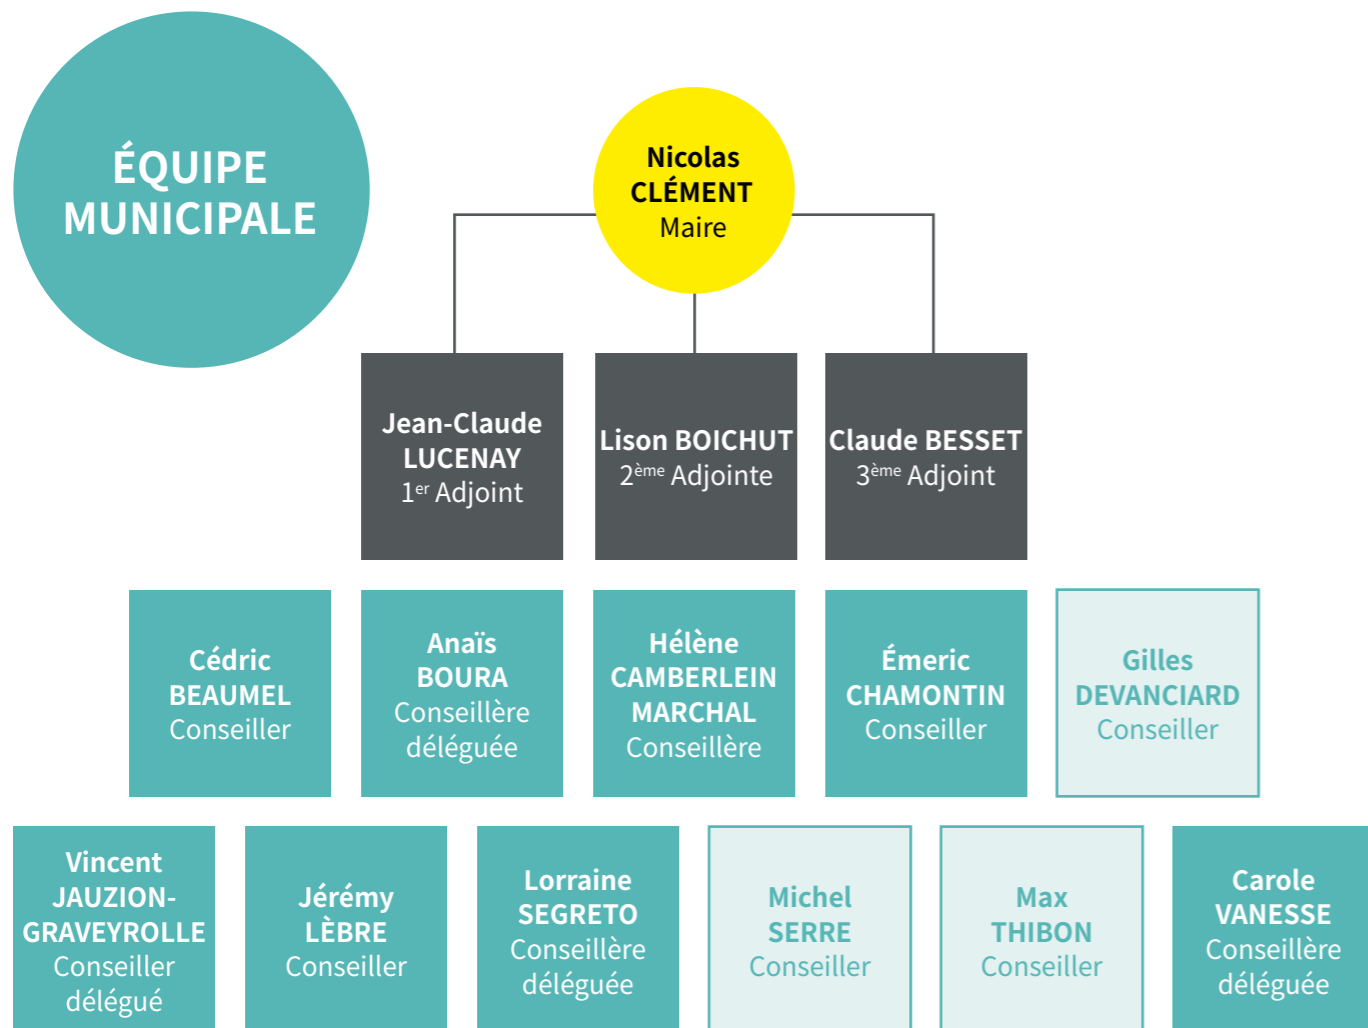 ÉQUIPE
MUNICIPALE
Nicolas
CLÉMENT
Maire
Jean-Claude
LUCENAY
1er Adjoint
Lison BOICHUT
2ème Adjointe
Claude BESSET
3ème Adjoint
Cédric
BEAUMEL
Conseiller
Anaïs
BOURA
Conseillère
déléguée
Hélène
CAMBERLEIN
MARCHAL
Conseillère
Émeric
CHAMONTIN
Conseiller
Gilles
DEVANCIARD
Conseiller
Vincent
JAUZION-
GRAVEYROLLE
Conseiller
délégué
Jérémy
LÈBRE
Conseiller
Lorraine
SEGRETO
Conseillère
déléguée
Michel
SERRE
Conseiller
Max
THIBON
Conseiller
Carole
VANESSE
Conseillère
déléguée